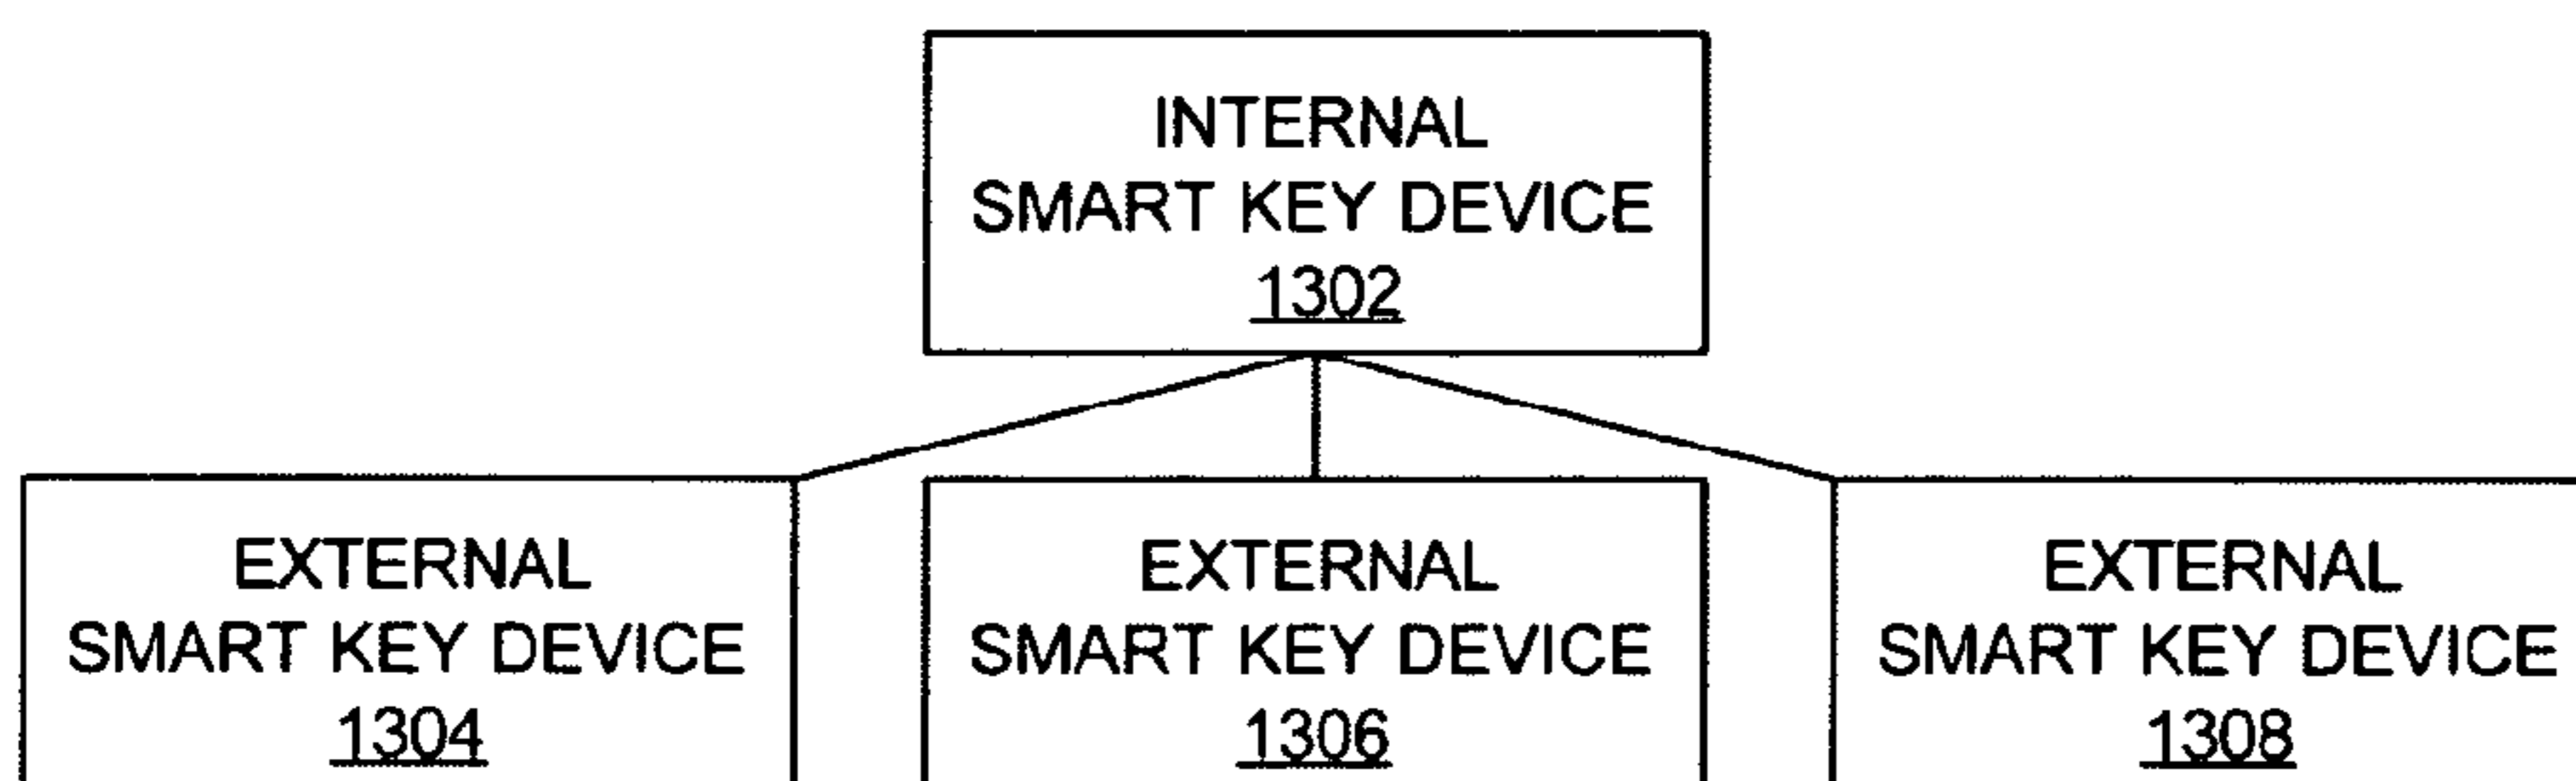 INTERNAL
SMART KEY DEVICE
1302
EXTERNAL
SMART KEY DEVICE
1304
EXTERNAL
SMART KEY DEVICE
1306
EXTERNAL
SMART KEY DEVICE
1308